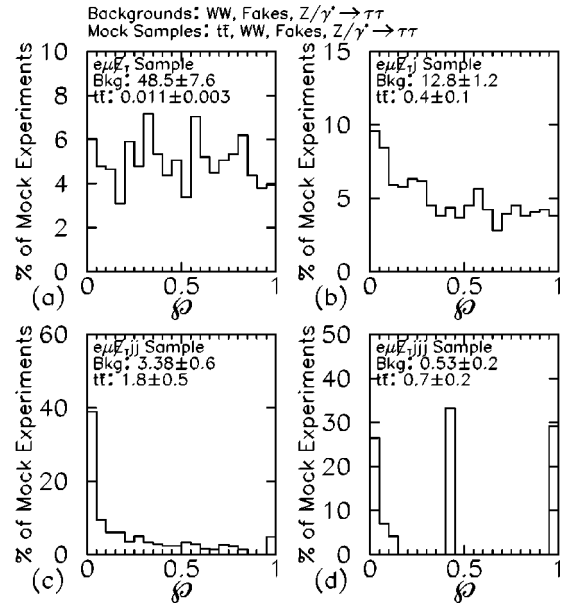 Backgrounds: WW, Fakes, Z/γ*→ττ
Mock Samples: tt̄, WW, Fakes, Z/γ*→ττ
% of Mock Experiments
10
8
6
4
2
0
eμE̸_T Sample
Bkg: 48.5±7.6
tt̄: 0.011±0.003
0 0.5 1
(a) ℘
% of Mock Experiments
15
10
5
0
eμE̸_Tj Sample
Bkg: 12.8±1.2
tt̄: 0.4±0.1
0 0.5 1
(b) ℘
% of Mock Experiments
60
40
20
0
eμE̸_Tjj Sample
Bkg: 3.38±0.6
tt̄: 1.8±0.5
0 0.5 1
(c) ℘
% of Mock Experiments
50
40
30
20
10
0
eμE̸_Tjjj Sample
Bkg: 0.53±0.2
tt̄: 0.7±0.2
0 0.5 1
(d) ℘